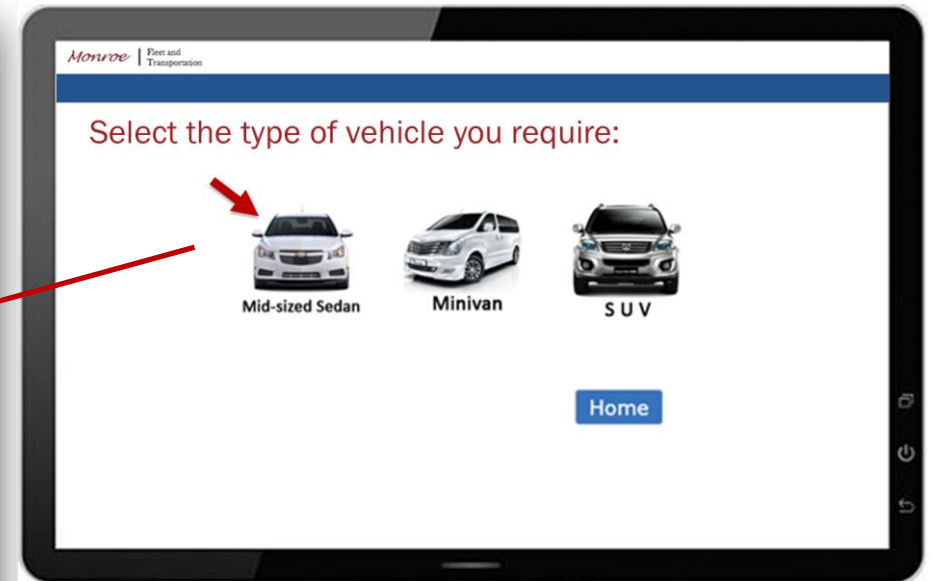 Monroe
Fleet and
Transportation
Select the type of vehicle you require:
Mid-sized Sedan
Minivan
S U V
Home